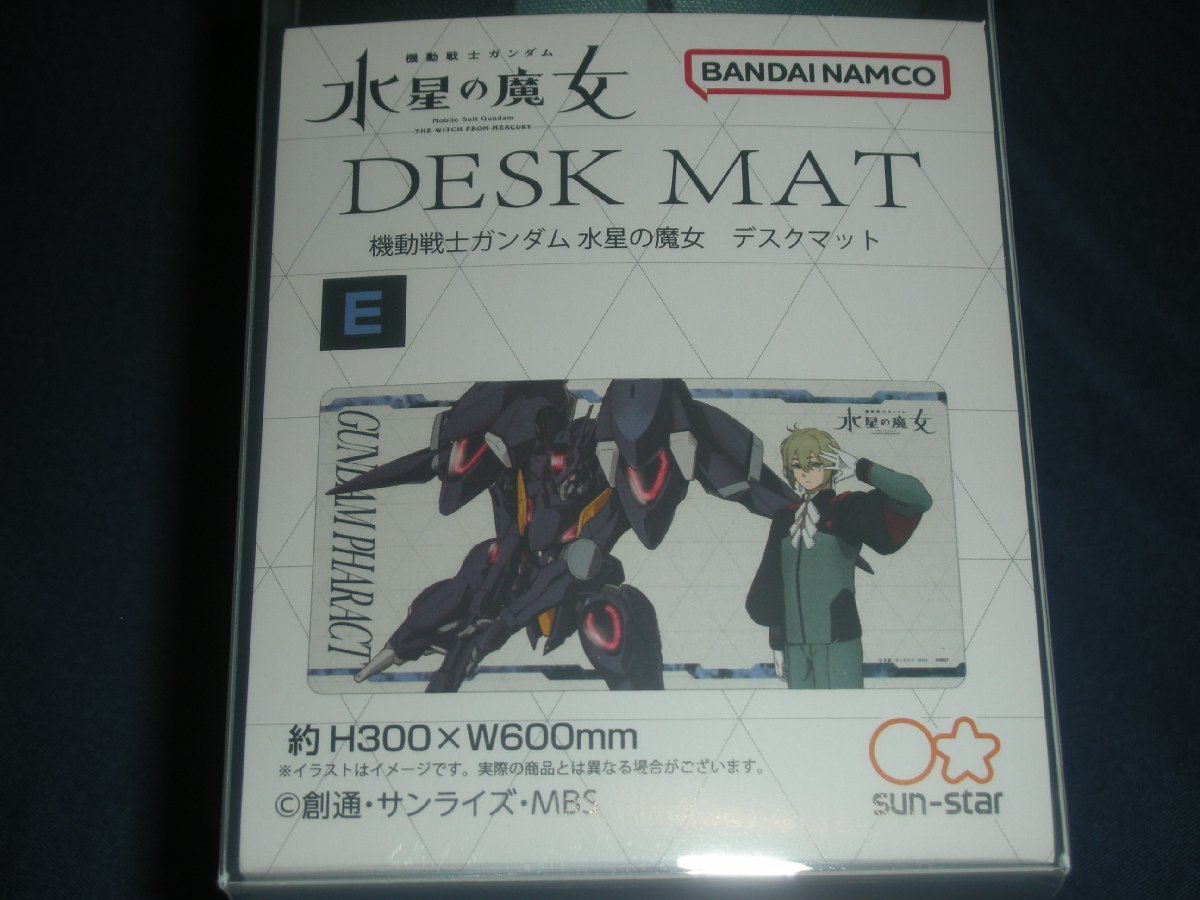 機動戦士ガンダム
水星の魔女
Mobile Suit Gundam
THE WITCH FROM MERCURY
BANDAI NAMCO
DESK MAT
機動戦士ガンダム 水星の魔女　デスクマット
E
GUNDAM PHARACT
水星の魔女
約 H300×W600mm
※イラストはイメージです。実際の商品とは異なる場合がございます。
©創通・サンライズ・MBS
sun-star